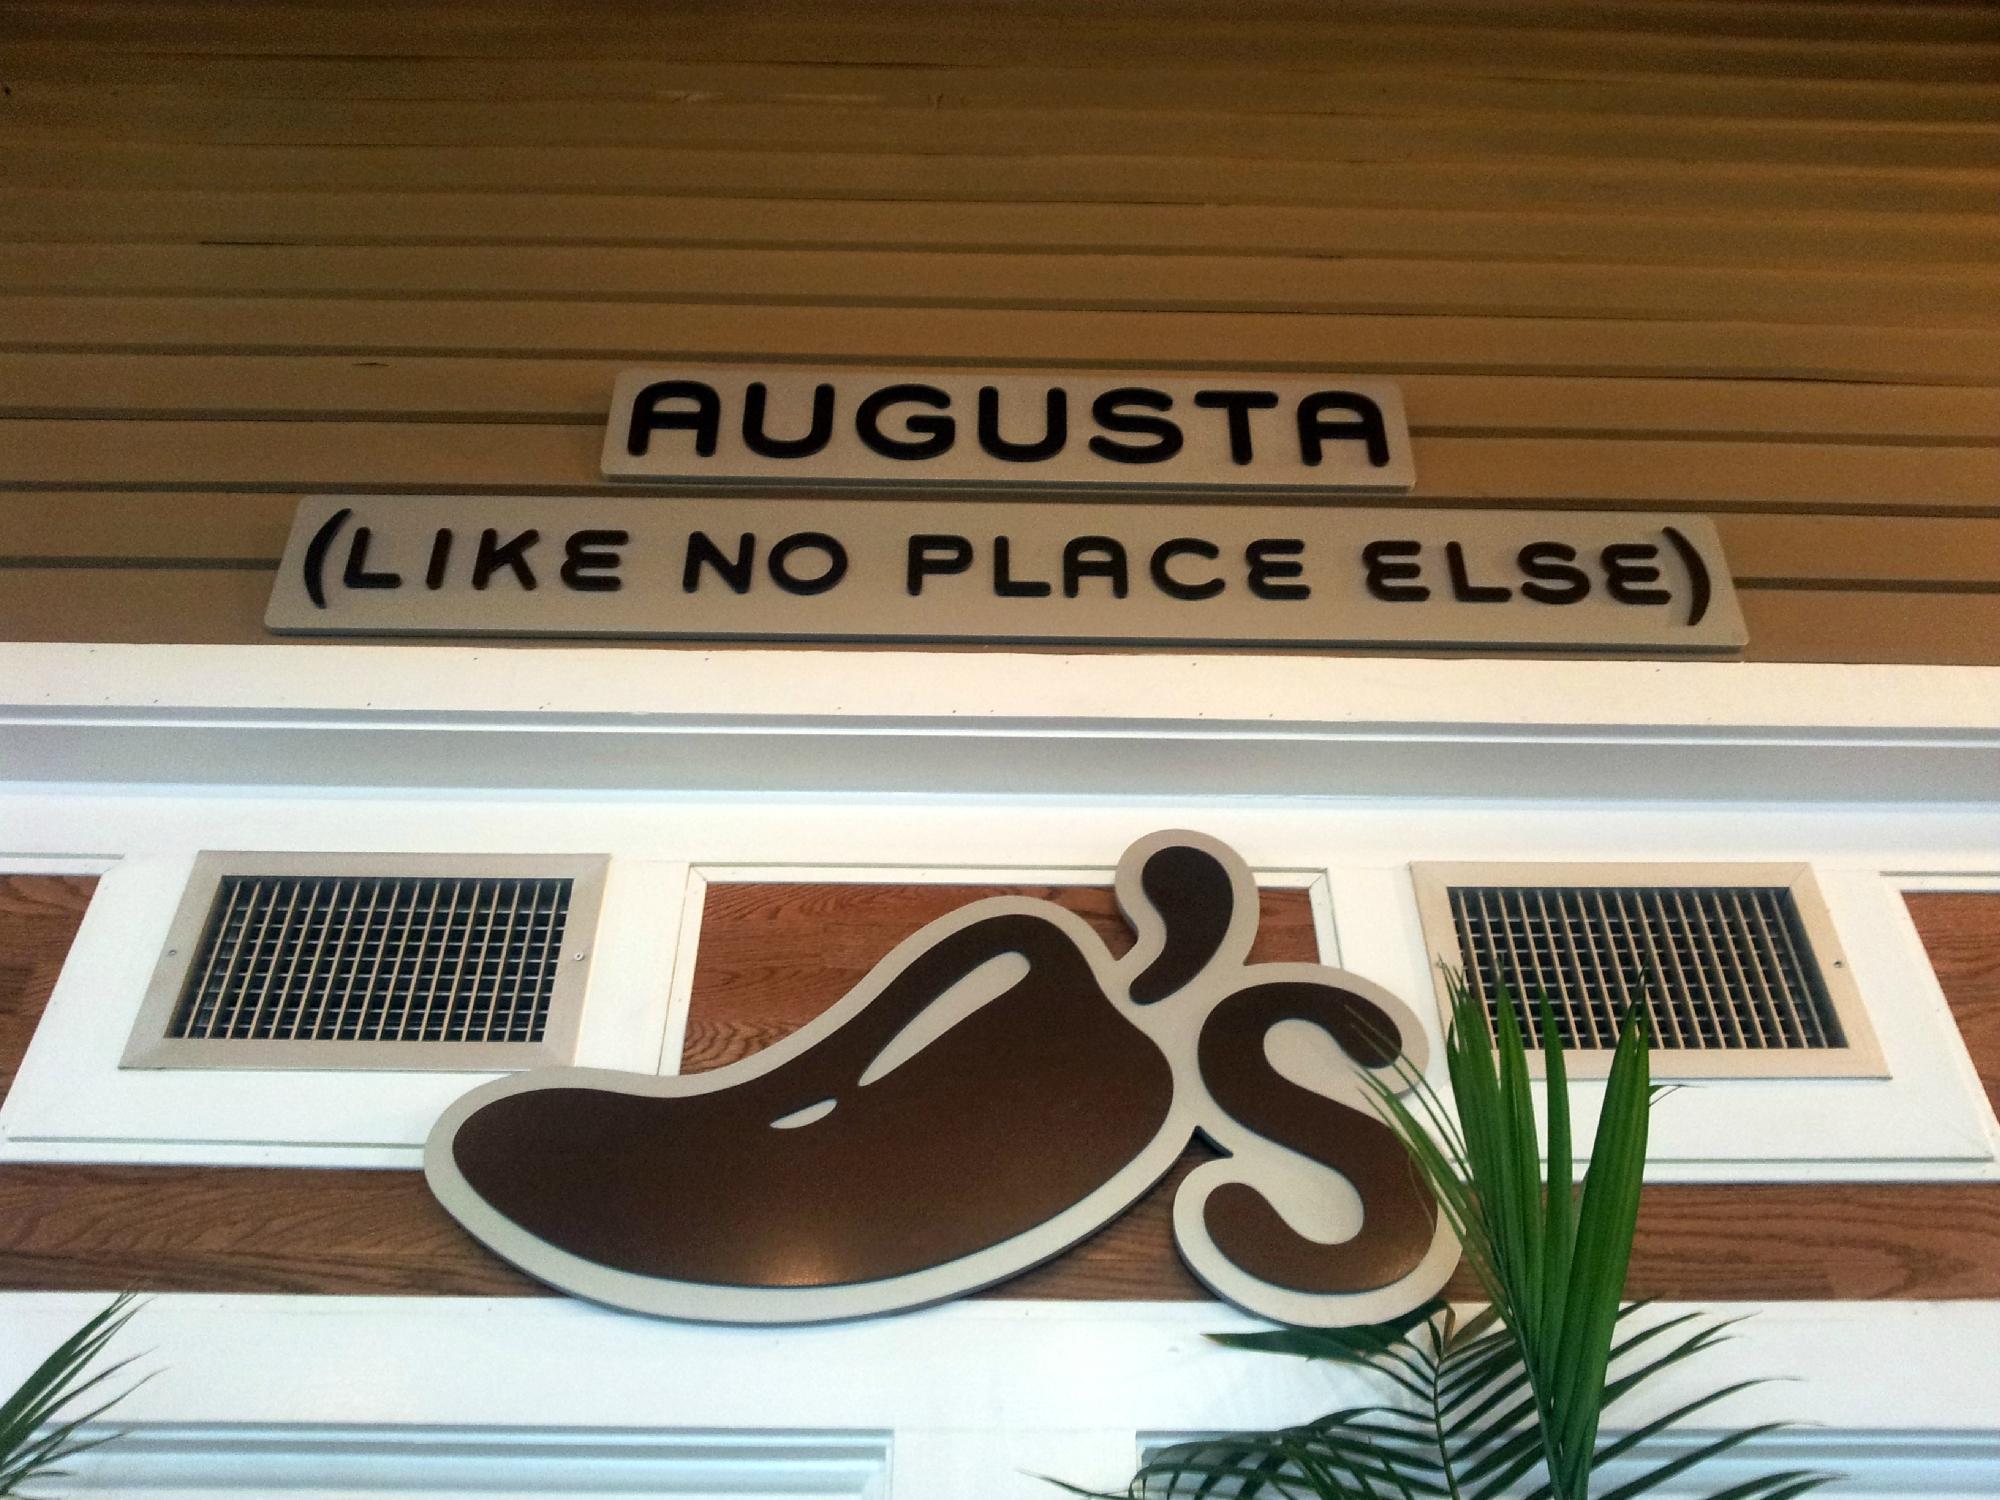 AUGUSTA
(LIKE NO PLACE ELSE)
's